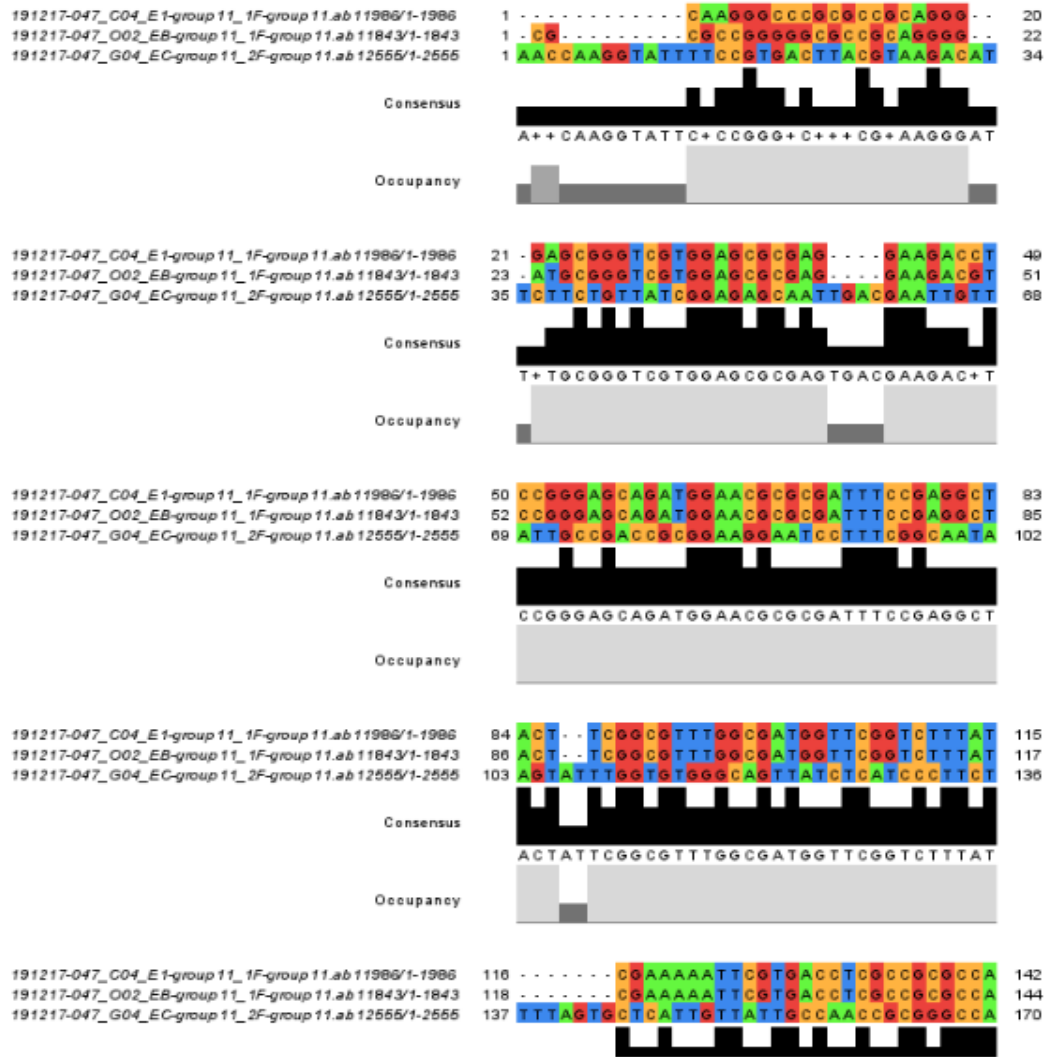 191217-047_C04_E1-group11_1F-group11.ab11986/1-1986 1 ------------CAAGGGCCCGCGCCGCAGGG-- 20
191217-047_O02_EB-group11_1F-group11.ab11843/1-1843 1 -CG---------CGCCGGGGGCGCCGCAGGGG-- 22
191217-047_G04_EC-group11_2F-group11.ab12555/1-2555 1 AACCAAGGTATTTTCCGTGACTTACGTAAGACAT 34
Consensus
A++CAAGGTATTC+CCGGG+C+++CG+AAGGGAT
Occupancy
191217-047_C04_E1-group11_1F-group11.ab11986/1-1986 21 -GAGCGGGTCGTGGAGCGCGAG----GAAGACCT 49
191217-047_O02_EB-group11_1F-group11.ab11843/1-1843 23 -ATGCGGGTCGTGGAGCGCGAG----GAAGACGT 51
191217-047_G04_EC-group11_2F-group11.ab12555/1-2555 35 TCTTCTGTTATCGGAGAGCAATTGACGAATTGTT 68
Consensus
T+TGCGGGTCGTGGAGCGCGAGTGACGAAGAC+T
Occupancy
191217-047_C04_E1-group11_1F-group11.ab11986/1-1986 50 CCGGGAGCAGATGGAACGCGCGATTTCCGAGGCT 83
191217-047_O02_EB-group11_1F-group11.ab11843/1-1843 52 CCGGGAGCAGATGGAACGCGCGATTTCCGAGGCT 85
191217-047_G04_EC-group11_2F-group11.ab12555/1-2555 69 ATTGCCGACCGCGGAAGGAATCCTTTCGGCAATA 102
Consensus
CCGGGAGCAGATGGAACGCGCGATTTCCGAGGCT
Occupancy
191217-047_C04_E1-group11_1F-group11.ab11986/1-1986 84 ACT--TCGGCGTTTGGCGATGGTTCGGTCTTTAT 115
191217-047_O02_EB-group11_1F-group11.ab11843/1-1843 86 ACT--TCGGCGTTTGGCGATGGTTCGGTCTTTAT 117
191217-047_G04_EC-group11_2F-group11.ab12555/1-2555 103 AGTATTTGGTGTGGGCAGTTATCTCATCCCTTCT 136
Consensus
ACTATTCGGCGTTTGGCGATGGTTCGGTCTTTAT
Occupancy
191217-047_C04_E1-group11_1F-group11.ab11986/1-1986 116 -------CGAAAAATTCGTGACCTCGCCGCGCCA 142
191217-047_O02_EB-group11_1F-group11.ab11843/1-1843 118 -------CGAAAAATTCGTGACCTCGCCGCGCCA 144
191217-047_G04_EC-group11_2F-group11.ab12555/1-2555 137 TTTAGTGCTCATTGTTATTGCCAACCGCGGGCCA 170